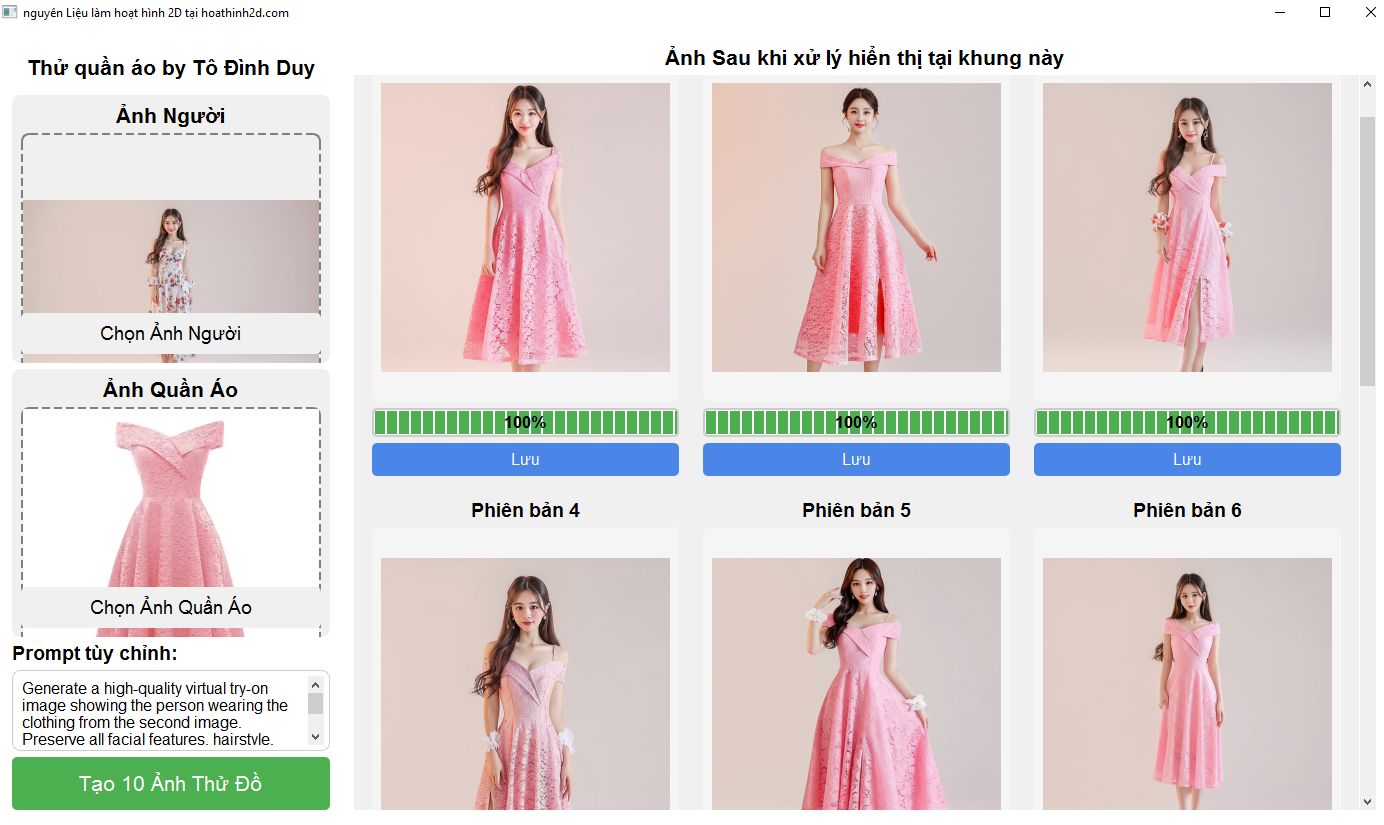 nguyên Liệu làm hoạt hình 2D tại hoathinh2d.com
Thử quần áo by Tô Đình Duy
Ảnh Người
Chọn Ảnh Người
Ảnh Quần Áo
Chọn Ảnh Quần Áo
Prompt tùy chỉnh:
Generate a high-quality virtual try-on
image showing the person wearing the
clothing from the second image.
Preserve all facial features, hairstyle,
Tạo 10 Ảnh Thử Đồ
Ảnh Sau khi xử lý hiển thị tại khung này
100% 100% 100%
Lưu Lưu Lưu
Phiên bản 4 Phiên bản 5 Phiên bản 6